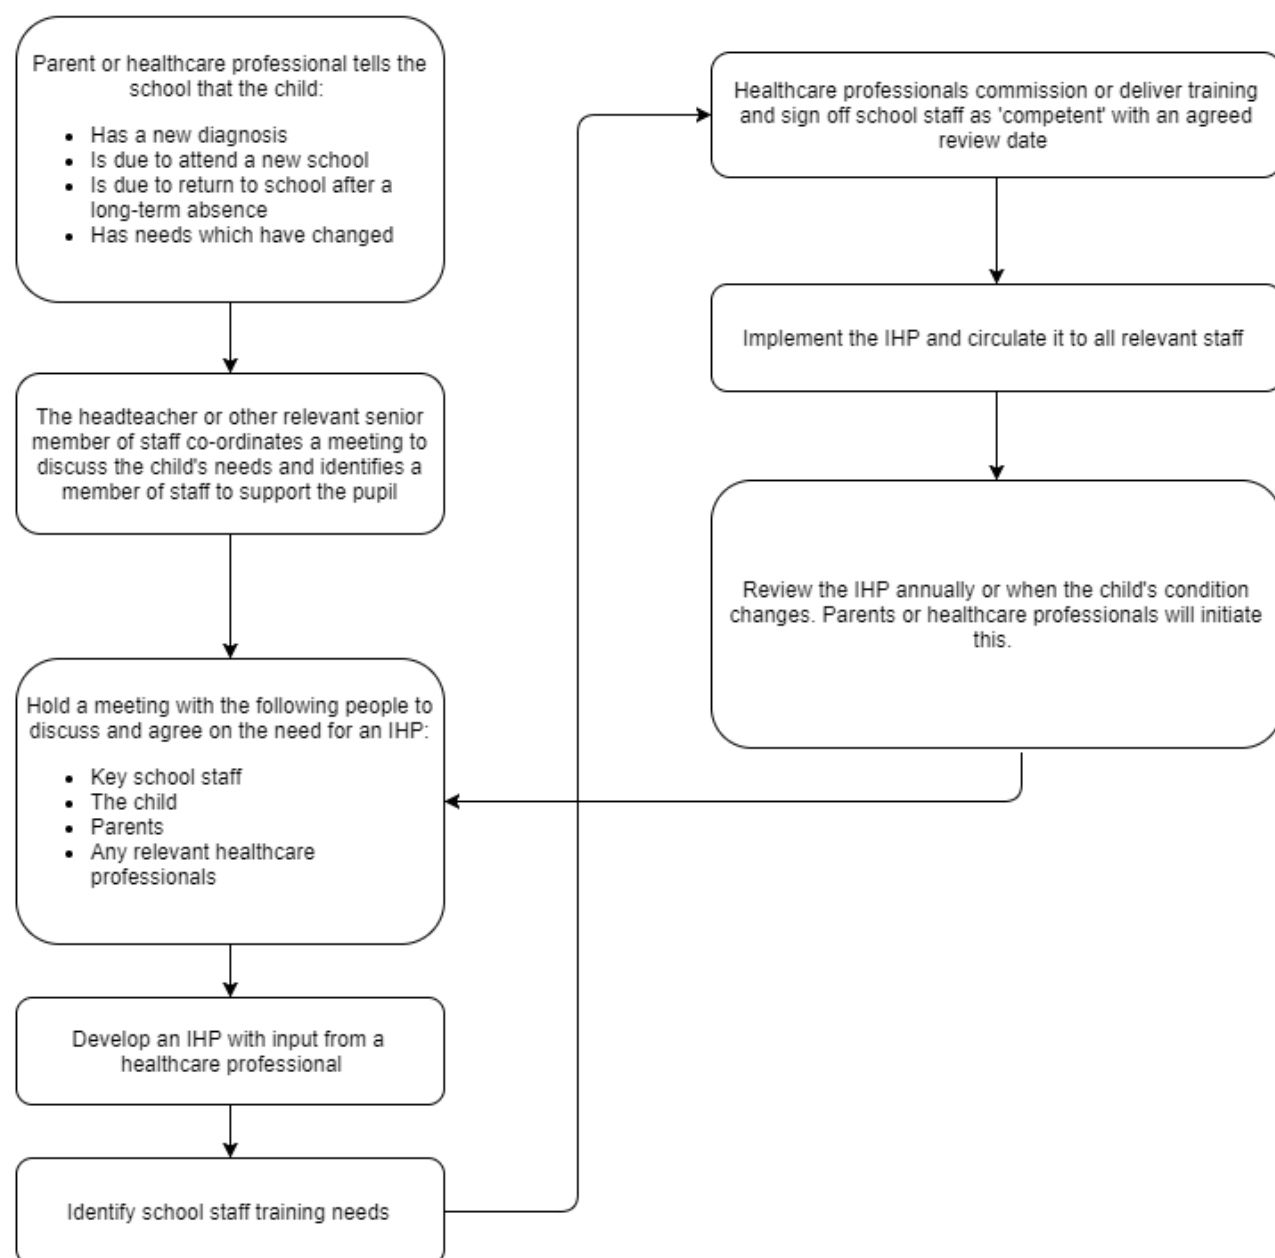 Parent or healthcare professional tells the
school that the child:
• Has a new diagnosis
• Is due to attend a new school
• Is due to return to school after a
long-term absence
• Has needs which have changed
The headteacher or other relevant senior
member of staff co-ordinates a meeting to
discuss the child's needs and identifies a
member of staff to support the pupil
Hold a meeting with the following people to
discuss and agree on the need for an IHP:
• Key school staff
• The child
• Parents
• Any relevant healthcare
professionals
Develop an IHP with input from a
healthcare professional
Identify school staff training needs
Healthcare professionals commission or deliver training
and sign off school staff as 'competent' with an agreed
review date
Implement the IHP and circulate it to all relevant staff
Review the IHP annually or when the child's condition
changes. Parents or healthcare professionals will initiate
this.